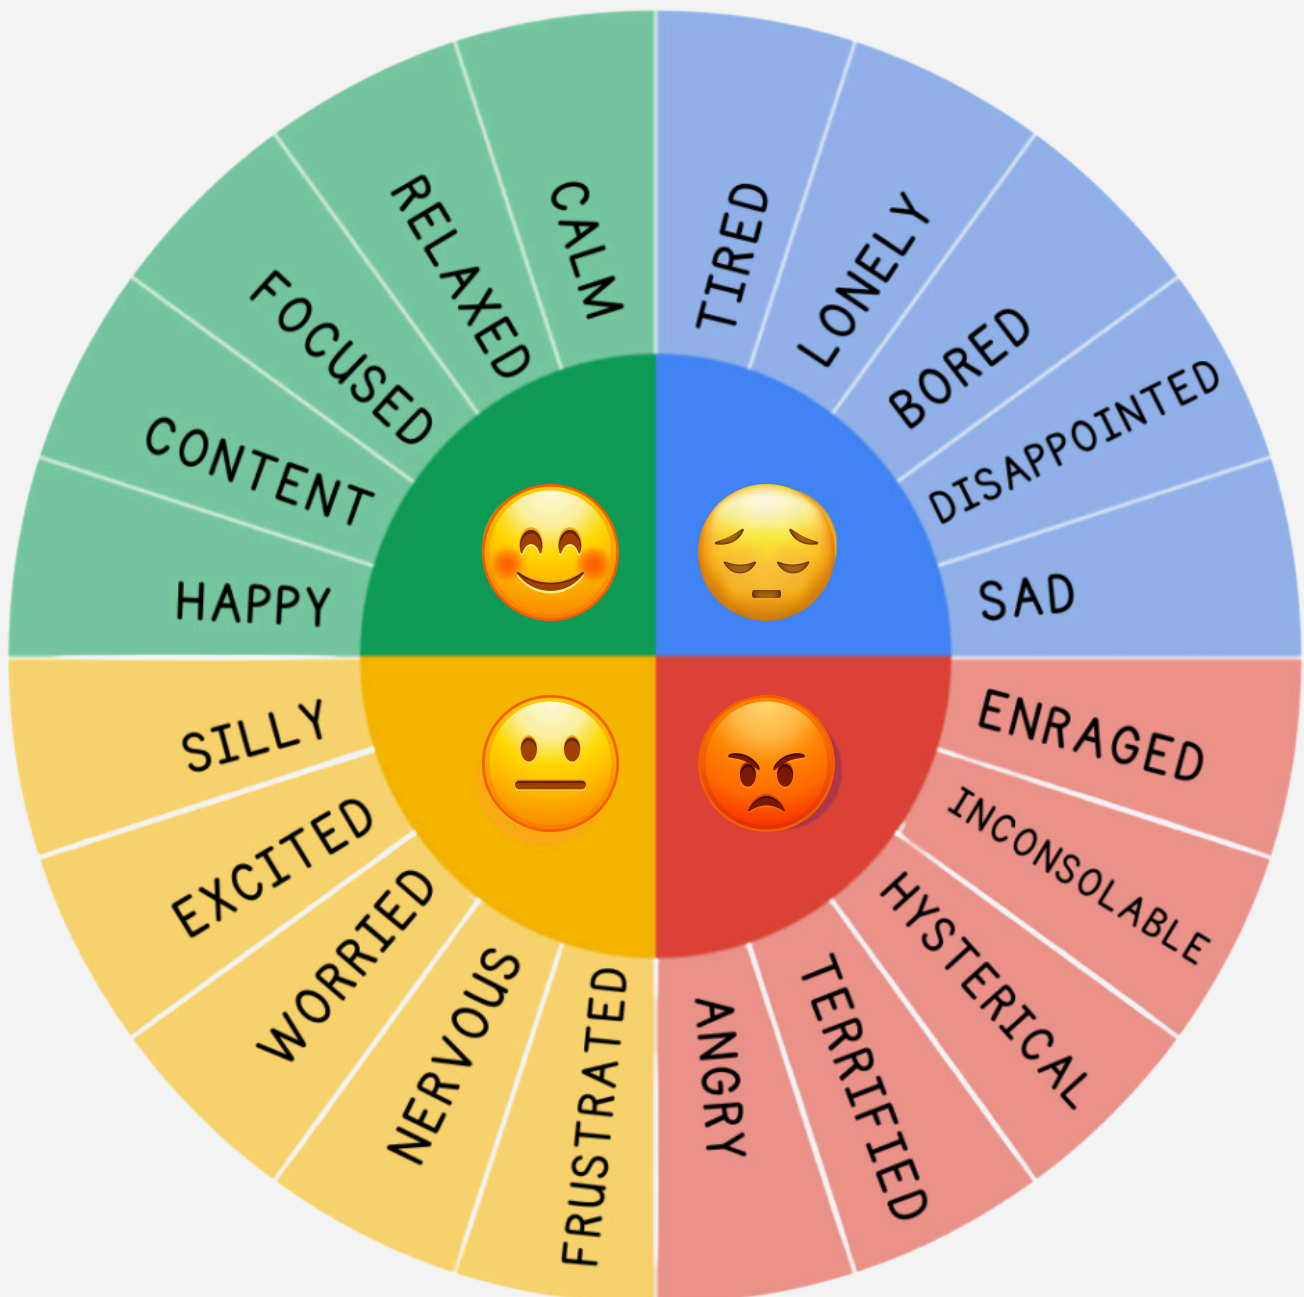 TIRED
LONELY
BORED
DISAPPOINTED
SAD
ENRAGED
INCONSOLABLE
HYSTERICAL
TERRIFIED
ANGRY
FRUSTRATED
NERVOUS
WORRIED
EXCITED
SILLY
HAPPY
CONTENT
FOCUSED
RELAXED
CALM